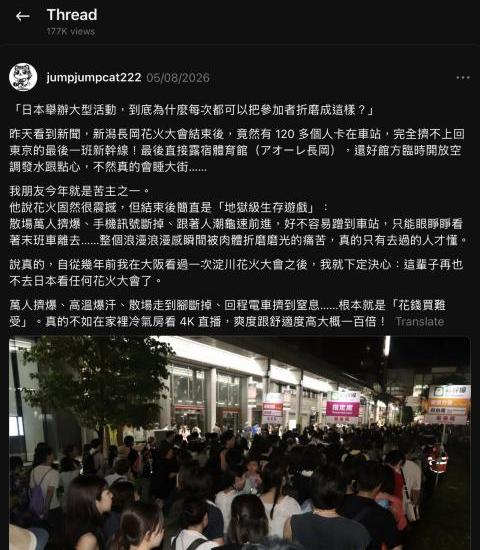 Thread
177K views
jumpjumpcat222 05/08/2026
「日本舉辦大型活動，到底為什麼每次都可以把參加者折磨成這樣？」
昨天看到新聞，新潟長岡花火大會結束後，竟然有 120 多個人卡在車站，完全擠不上回
東京的最後一班新幹線！最後直接露宿體育館（アオーレ長岡），還好館方臨時開放空
調發水跟點心，不然真的會睡大街......
我朋友今年就是苦主之一。
他說花火固然很震撼，但結束後簡直是「地獄級生存遊戲」：
散場萬人擠爆、手機訊號斷掉、跟著人潮龜速前進，好不容易蹭到車站，只能眼睜睜看
著末班車離去......整個浪漫浪漫感瞬間被肉體折磨磨光的痛苦，真的只有去過的人才懂。
說真的，自從幾年前我在大阪看過一次淀川花火大會之後，我就下定決心：這輩子再也
不去日本看任何花火大會了。
萬人擠爆、高溫爆汗、散場走到腳斷掉、回程電車擠到窒息......根本就是「花錢買難
受」。真的不如在家裡冷氣房看 4K 直播，爽度跟舒適度高大概一百倍！ Translate
指定席
自由席